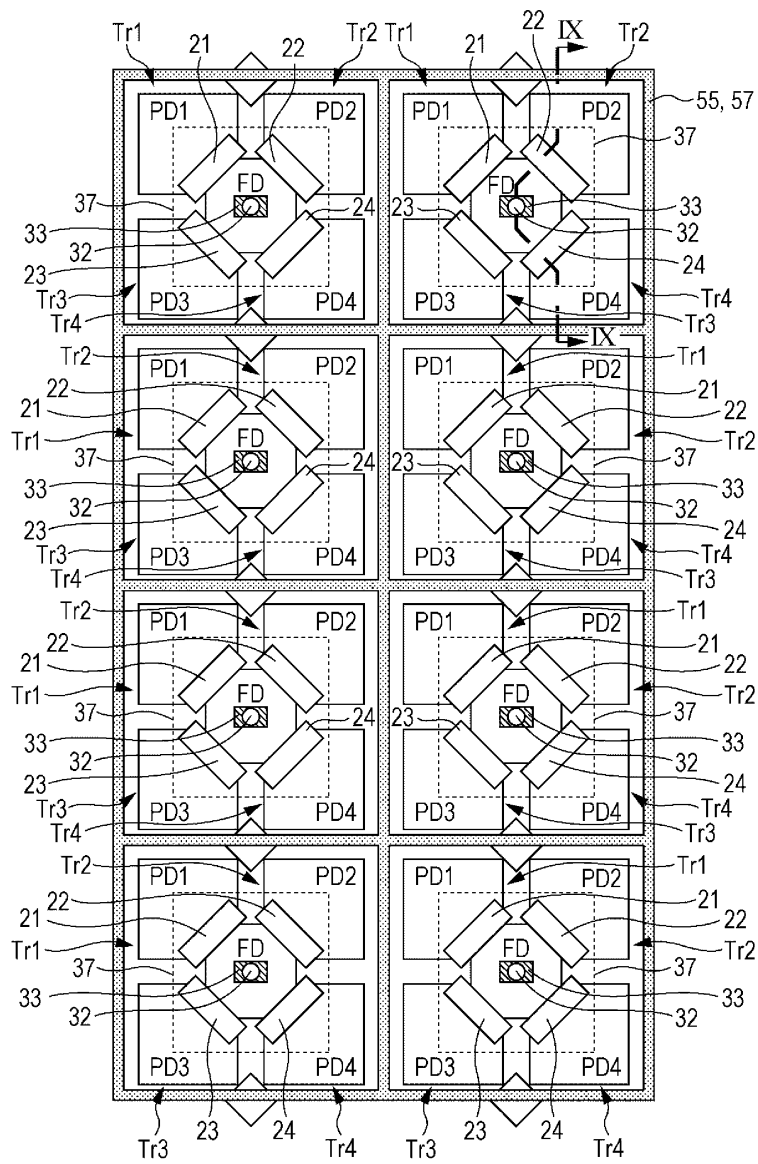 Tr1 21 22 Tr2 Tr1 21 22 IX Tr2
PD1 PD2 PD1 PD2 55, 57
37
FD FD
37 24 23 33
33 32
32 24
23
Tr3 PD3 PD4 PD3 PD4 Tr4
Tr4 Tr3
IX
Tr2 Tr1
PD1 PD2 PD1 PD2
22 21
21 22
Tr1 FD FD Tr2
37 24 23 37
33 33
32 32
23 24
Tr3 PD3 PD4 PD3 PD4 Tr4
Tr4 Tr3
Tr2 Tr1
PD1 PD2 PD1 PD2
22 21
21 22
Tr1 FD FD Tr2
37 24 23 37
33 33
32 32
23 24
Tr3 PD3 PD4 PD3 PD4 Tr4
Tr4 Tr3
Tr2 Tr1
PD1 PD2 PD1 PD2
22 21
21 22
Tr1 FD FD Tr2
37 37
33 33
32 32
PD3 PD4 PD3 PD4
23 24 23 24
Tr3 Tr4 Tr3 Tr4